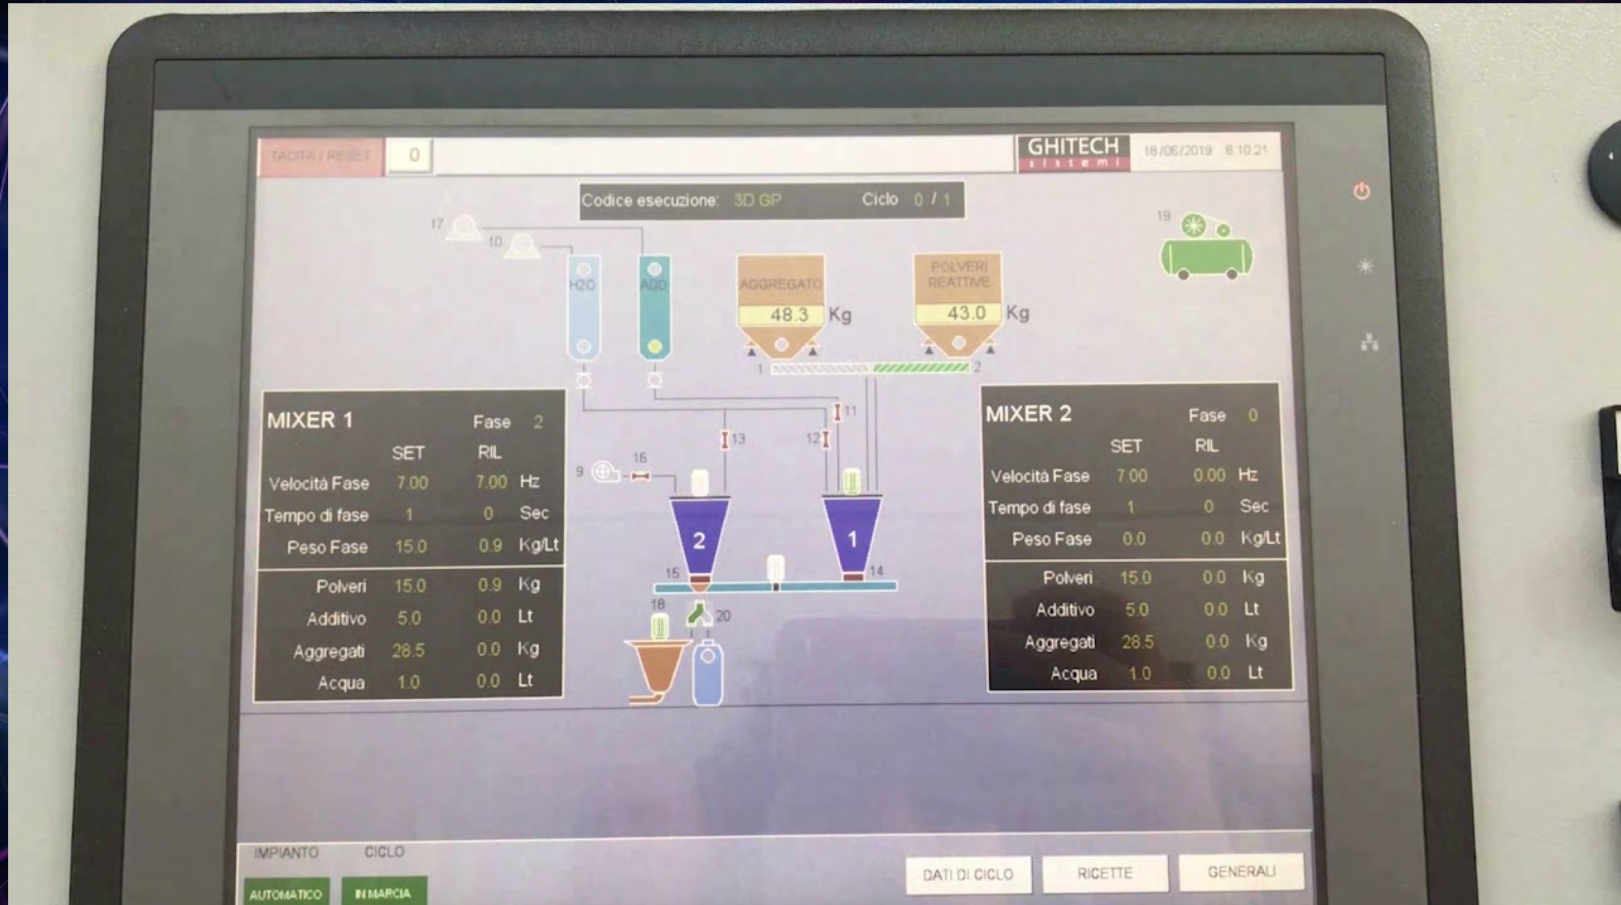 TACITA / RESET 0 GHITECH sistemi 18/06/2019 8.10.21
Codice esecuzione: 3D GP Ciclo 0 / 1
17
10
19
H2O ADD AGGREGATO POLVERI REATTIVE
48.3 Kg 43.0 Kg
1 2
11
13 12
9 16
2 1
15 14
18 20
MIXER 1 Fase 2
SET RIL
Velocità Fase 7.00 7.00 Hz
Tempo di fase 1 0 Sec
Peso Fase 15.0 0.9 Kg/Lt
Polveri 15.0 0.9 Kg
Additivo 5.0 0.0 Lt
Aggregati 28.5 0.0 Kg
Acqua 1.0 0.0 Lt
MIXER 2 Fase 0
SET RIL
Velocità Fase 7.00 0.00 Hz
Tempo di fase 1 0 Sec
Peso Fase 0.0 0.0 Kg/Lt
Polveri 15.0 0.0 Kg
Additivo 5.0 0.0 Lt
Aggregati 28.5 0.0 Kg
Acqua 1.0 0.0 Lt
IMPIANTO CICLO
AUTOMATICO IN MARCIA
DATI DI CICLO RICETTE GENERALI